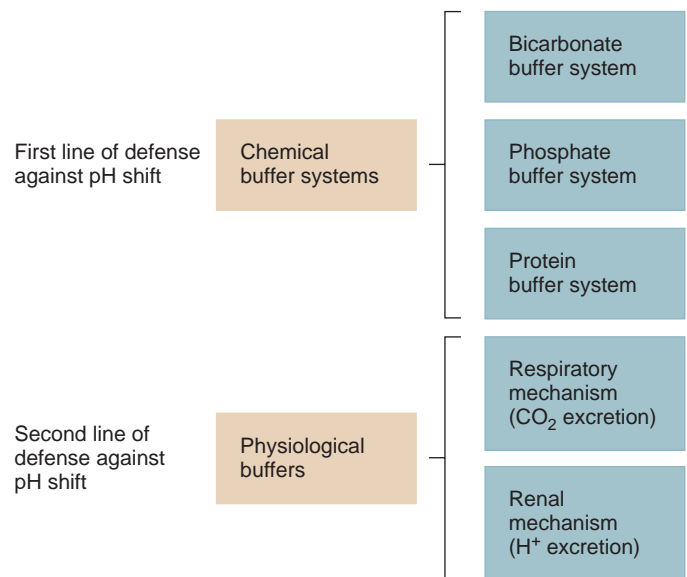 First line of defense
against pH shift
Chemical
buffer systems
Bicarbonate
buffer system
Phosphate
buffer system
Protein
buffer system
Second line of
defense against
pH shift
Physiological
buffers
Respiratory
mechanism
(CO₂ excretion)
Renal
mechanism
(H⁺ excretion)